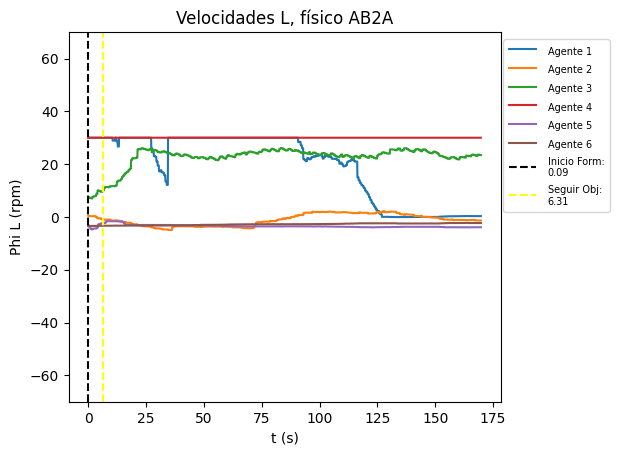 Velocidades L, físico AB2A
Phi L (rpm)
60
40
20
0
−20
−40
−60
0
25
50
75
100
125
150
175
t (s)
Agente 1
Agente 2
Agente 3
Agente 4
Agente 5
Agente 6
Inicio Form:
0.09
Seguir Obj:
6.31